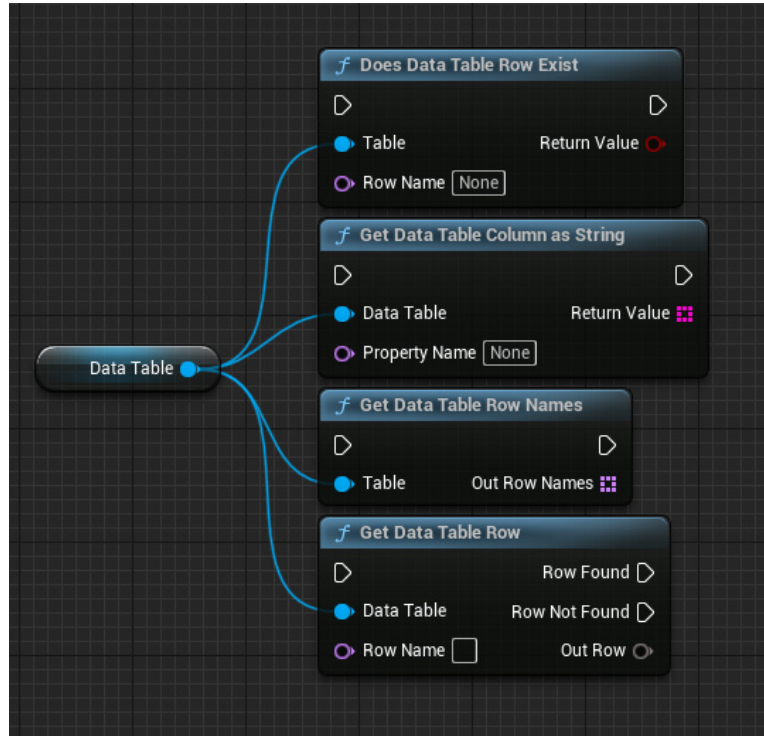 Does Data Table Row Exist
Table
Return Value
Row Name None
Get Data Table Column as String
Data Table
Return Value
Property Name None
Data Table
Get Data Table Row Names
Table
Out Row Names
Get Data Table Row
Row Found
Data Table
Row Not Found
Row Name
Out Row